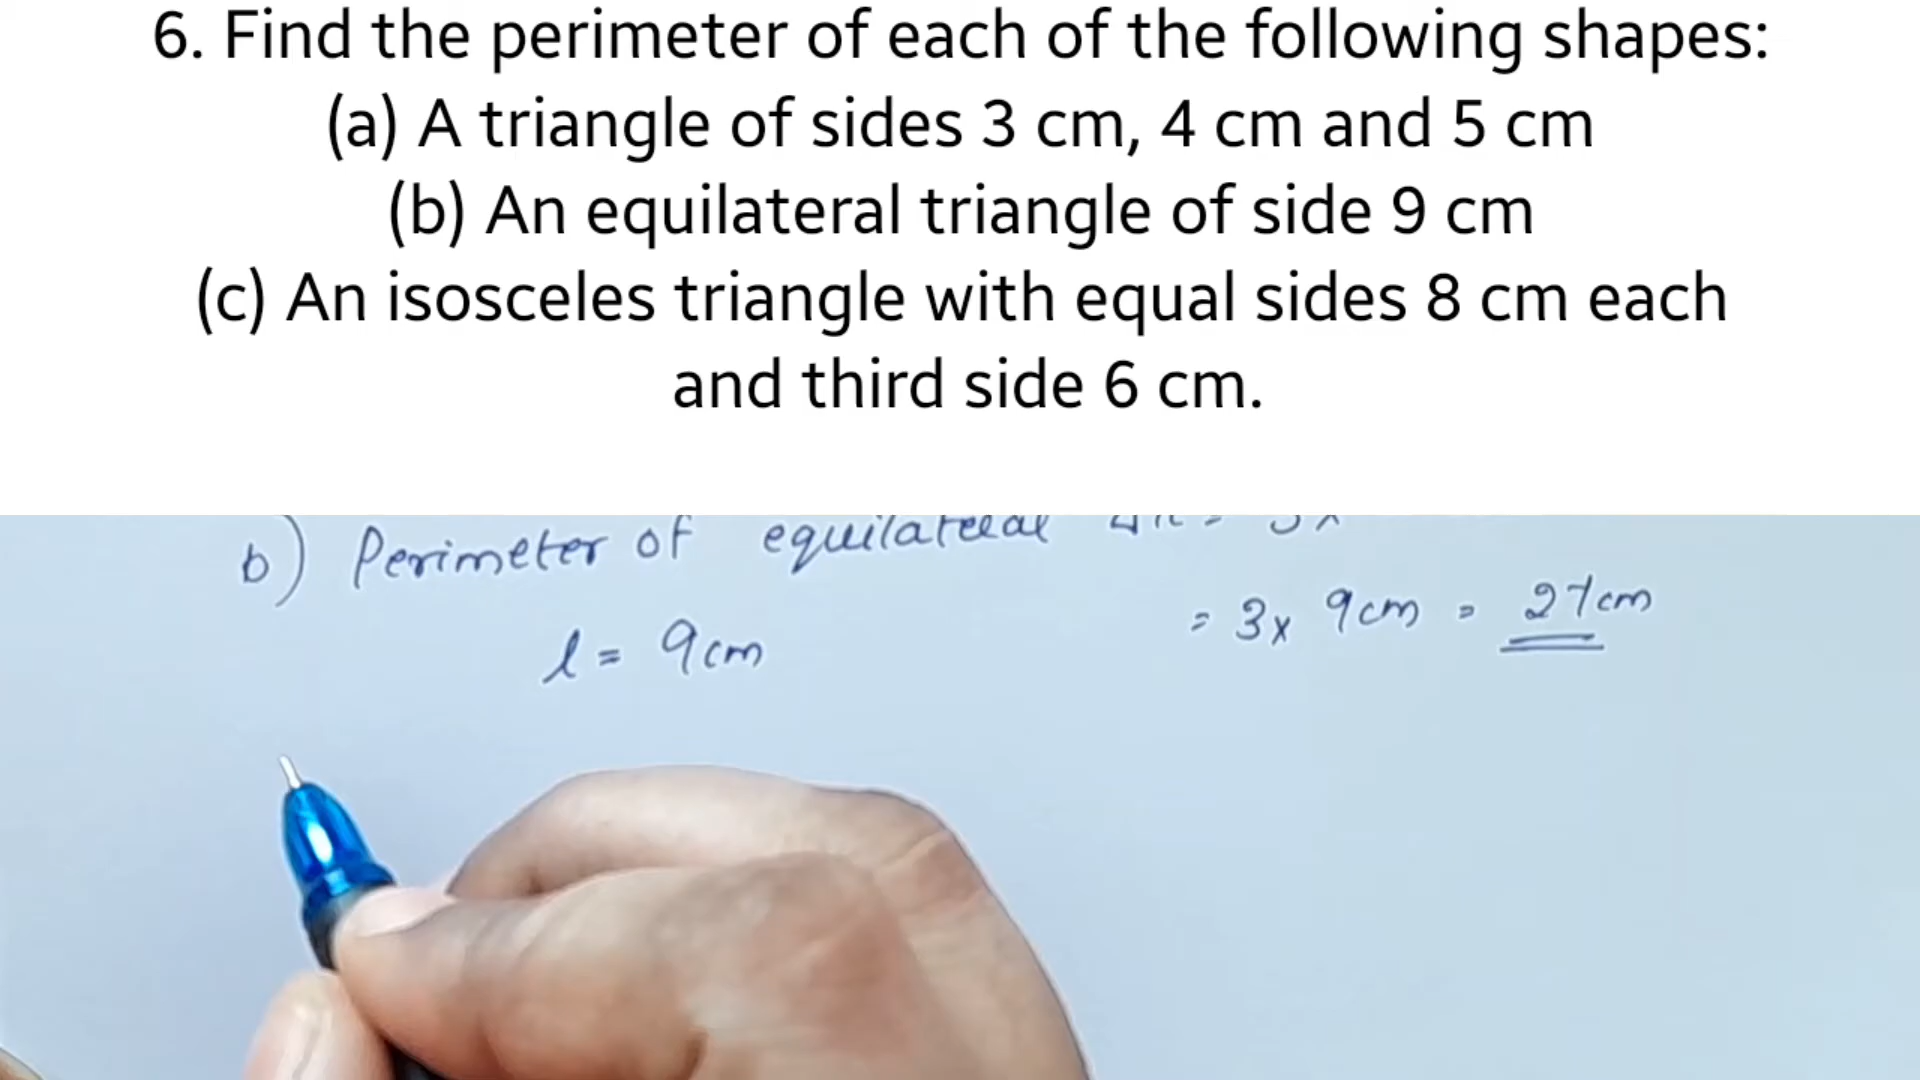 6. Find the perimeter of each of the following shapes:
(a) A triangle of sides 3 cm, 4 cm and 5 cm
(b) An equilateral triangle of side 9 cm
(c) An isosceles triangle with equal sides 8 cm each
and third side 6 cm.
b) Perimeter of equilateral
= 3x 9cm = 27cm
l = 9cm